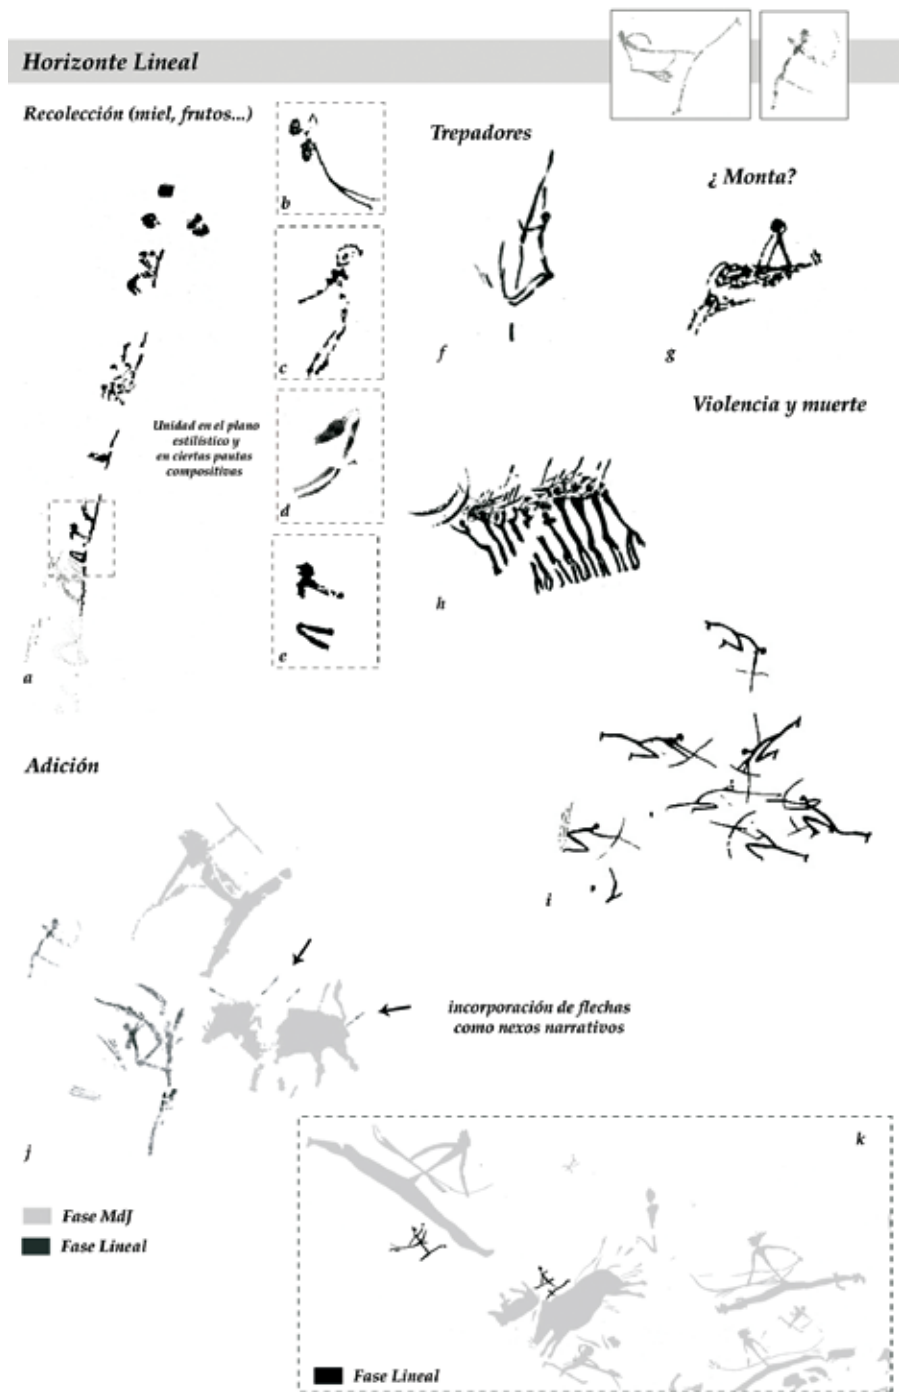 Horizonte Lineal
Recolección (miel, frutos...)
b
c
Unidad en el plano
estilístico y
en ciertas pautas
compositivas
d
e
a
Trepadores
f
¿ Monta?
g
Violencia y muerte
h
i
Adición
incorporación de flechas
como nexos narrativos
j
k
Fase MdJ
Fase Lineal
Fase Lineal